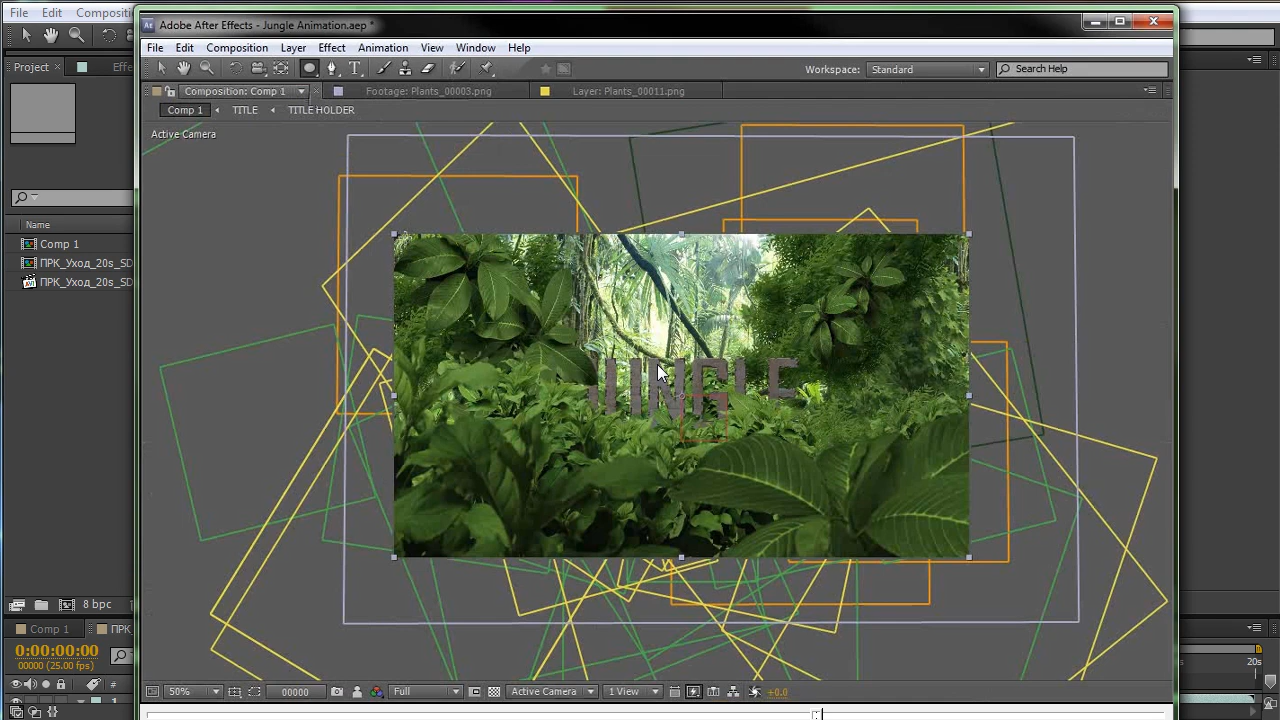 File Edit Compositi
Adobe After Effects - Jungle Animation.aep *
File Edit Composition Layer Effect Animation View Window Help
Workspace: Standard Search Help
Project Effe
Composition: Comp 1 Footage: Plants_00003.png Layer: Plants_00011.png
Comp 1 TITLE TITLE HOLDER
Active Camera
Name
Comp 1
ПРК_Уход_20s_SD
ПРК_Уход_20s_SD
JUNGLE
8 bpc
Comp 1 ПРК
0:00:00:00
00000 (25.00 fps)
#
20s
1
50% 00000 Full Active Camera 1 View +0.0